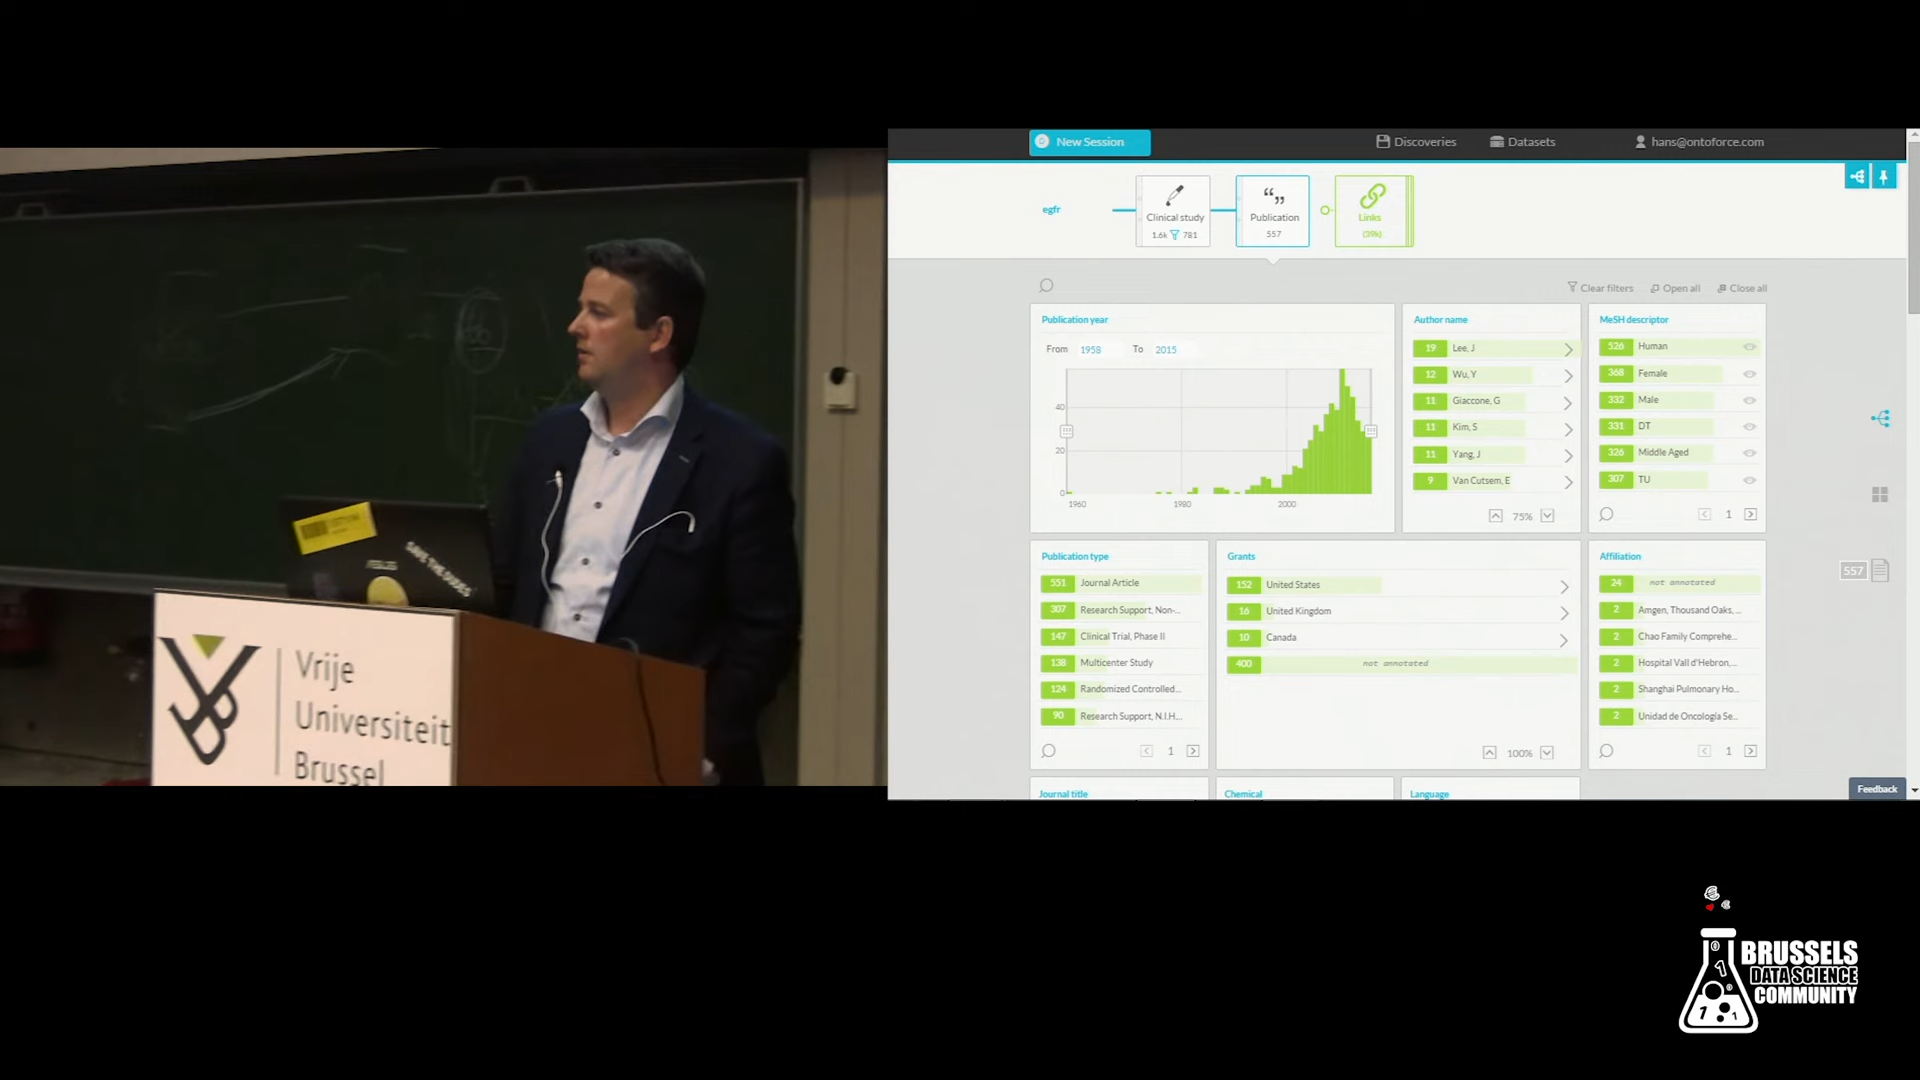 SAVE THE DUDES
ASUS
Vrije
Universiteit
Brussel
New Session
Discoveries
Datasets
hans@ontoforce.com
egfr
Clinical study
1.6k 781
Publication
557
Links
(39k)
Clear filters
Open all
Close all
Publication year
From 1958 To 2015
40
20
0
1960 1980 2000
Author name
19 Lee, J
12 Wu, Y
11 Giaccone, G
11 Kim, S
11 Yang, J
9 Van Cutsem, E
75%
MeSH descriptor
526 Human
368 Female
332 Male
331 DT
326 Middle Aged
307 TU
1
Publication type
551 Journal Article
307 Research Support, Non-...
147 Clinical Trial, Phase II
138 Multicenter Study
124 Randomized Controlled...
90 Research Support, N.I.H...
1
Grants
152 United States
16 United Kingdom
10 Canada
400 not annotated
100%
Affiliation
24 not annotated
2 Amgen, Thousand Oaks, ...
2 Chao Family Comprehe...
2 Hospital Vall d'Hebron, ...
2 Shanghai Pulmonary Ho...
2 Unidad de Oncología Se...
1
557
Journal title
Chemical
Language
Feedback
BRUSSELS
DATA SCIENCE
COMMUNITY